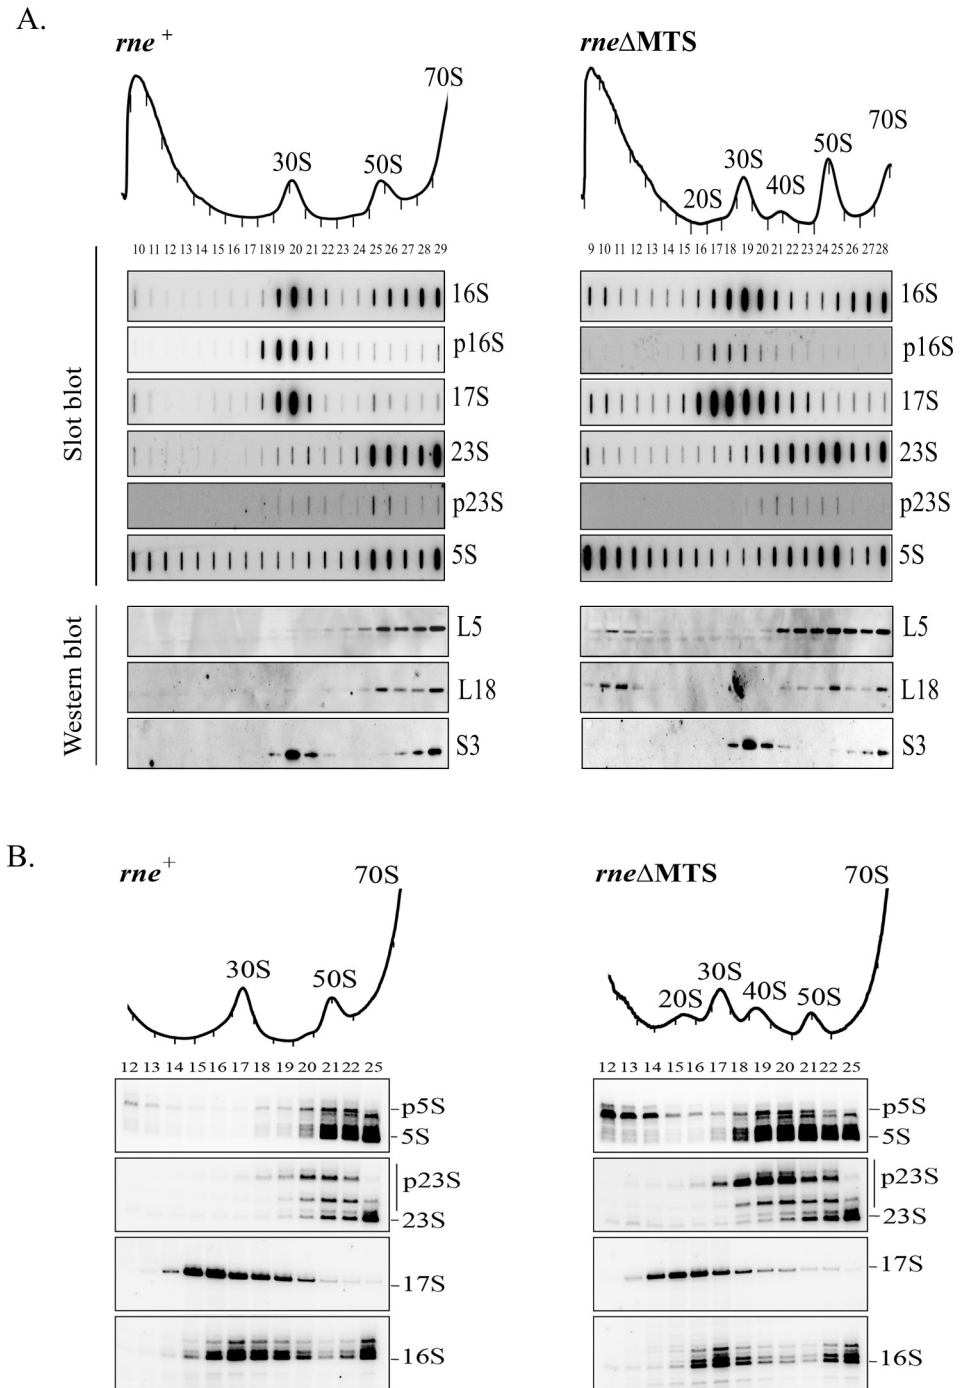 A.
rne + rneΔMTS
70S 70S
30S 50S 20S 30S 40S 50S
10 11 12 13 14 15 16 17 18 19 20 21 22 23 24 25 26 27 28 29
9 10 11 12 13 14 15 16 17 18 19 20 21 22 23 24 25 26 27 28
Slot blot
16S 16S
p16S p16S
17S 17S
23S 23S
p23S p23S
5S 5S
Western blot
L5 L5
L18 L18
S3 S3
B.
rne + rneΔMTS
70S 70S
30S 50S 20S 30S 40S 50S
12 13 14 15 16 17 18 19 20 21 22 25
12 13 14 15 16 17 18 19 20 21 22 25
p5S p5S
5S 5S
p23S p23S
23S 23S
17S 17S
16S 16S